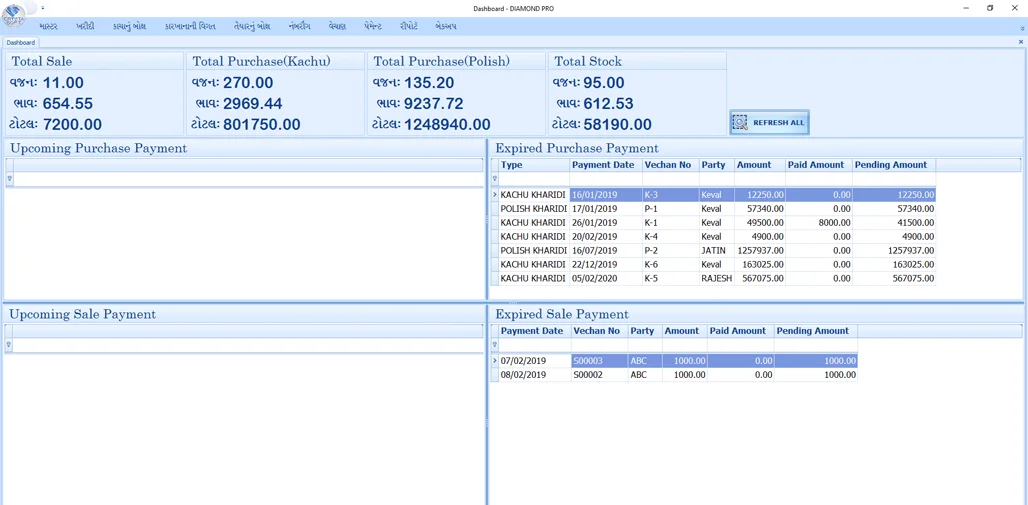 Dashboard - DIAMOND PRO
માસ્ટર ખરીદી કાચાનું બ્રોક્ષ કારખાનાની વિગત તેયારનું બ્રોક્ષ નંબરીંગ વેચાણ પેમેન્ટ રીપોર્ટ બેકઅપ
Dashboard
Total Sale Total Purchase(Kachu) Total Purchase(Polish) Total Stock
વજન: 11.00 વજન: 270.00 વજન: 135.20 વજન: 95.00
ભાવ: 654.55 ભાવ: 2969.44 ભાવ: 9237.72 ભાવ: 612.53
ટોટલ: 7200.00 ટોટલ: 801750.00 ટોટલ: 1248940.00 ટોટલ: 58190.00
REFRESH ALL
Upcoming Purchase Payment
Expired Purchase Payment
Type Payment Date Vechan No Party Amount Paid Amount Pending Amount
KACHU KHARIDI 16/01/2019 K-3 Keval 12250.00 0.00 12250.00
POLISH KHARIDI 17/01/2019 P-1 Keval 57340.00 0.00 57340.00
KACHU KHARIDI 26/01/2019 K-1 Keval 49500.00 8000.00 41500.00
KACHU KHARIDI 20/02/2019 K-4 Keval 4900.00 0.00 4900.00
POLISH KHARIDI 16/07/2019 P-2 JATIN 1257937.00 0.00 1257937.00
KACHU KHARIDI 22/12/2019 K-6 Keval 163025.00 0.00 163025.00
KACHU KHARIDI 05/02/2020 K-5 RAJESH 567075.00 0.00 567075.00
Upcoming Sale Payment
Expired Sale Payment
Payment Date Vechan No Party Amount Paid Amount Pending Amount
07/02/2019 S00003 ABC 1000.00 0.00 1000.00
08/02/2019 S00002 ABC 1000.00 0.00 1000.00